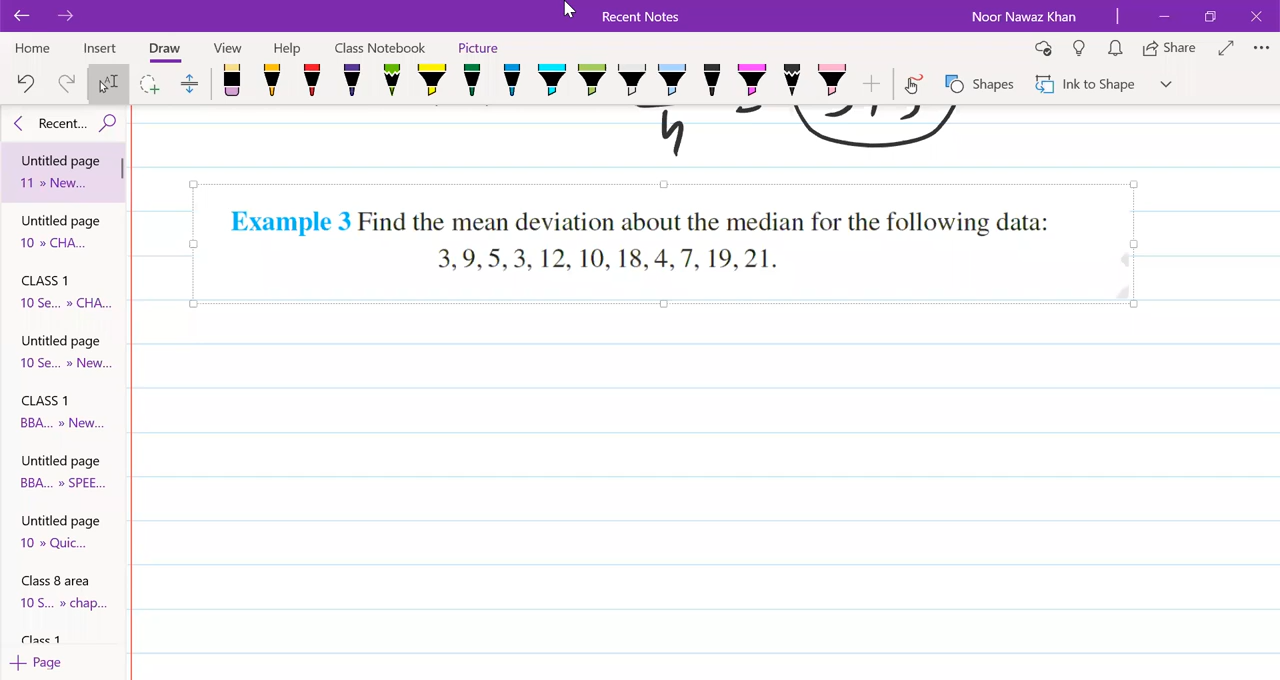 Recent Notes
Noor Nawaz Khan
Home Insert Draw View Help Class Notebook Picture
Share
Shapes
Ink to Shape
Recent...
Untitled page
11 » New...
Untitled page
10 » CHA...
CLASS 1
10 Se... » CHA...
Untitled page
10 Se... » New...
CLASS 1
BBA... » New...
Untitled page
BBA... » SPEE...
Untitled page
10 » Quic...
Class 8 area
10 S... » chap...
Class 1
+ Page
Example 3 Find the mean deviation about the median for the following data:
3, 9, 5, 3, 12, 10, 18, 4, 7, 19, 21.